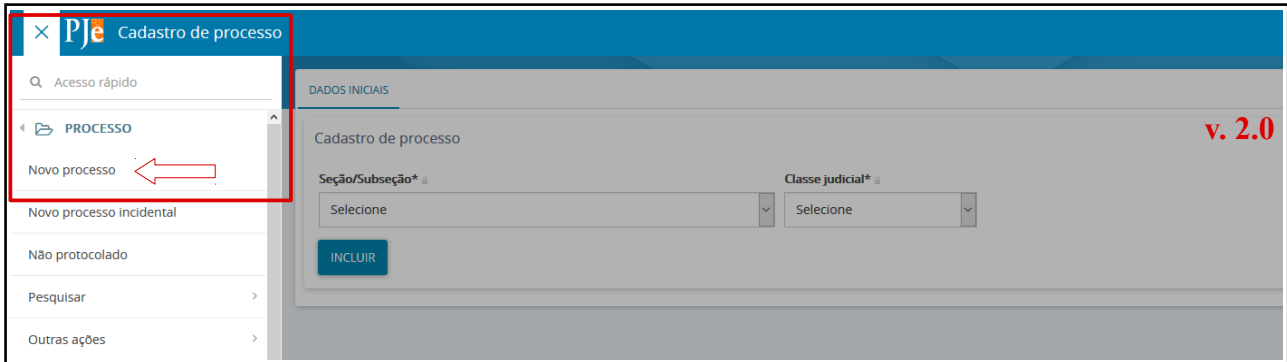 × PJe Cadastro de processo
Acesso rápido
PROCESSO
Novo processo
Novo processo incidental
Não protocolado
Pesquisar
Outras ações
DADOS INICIAIS
v. 2.0
Cadastro de processo
Seção/Subseção* Classe judicial*
Selecione Selecione
INCLUIR